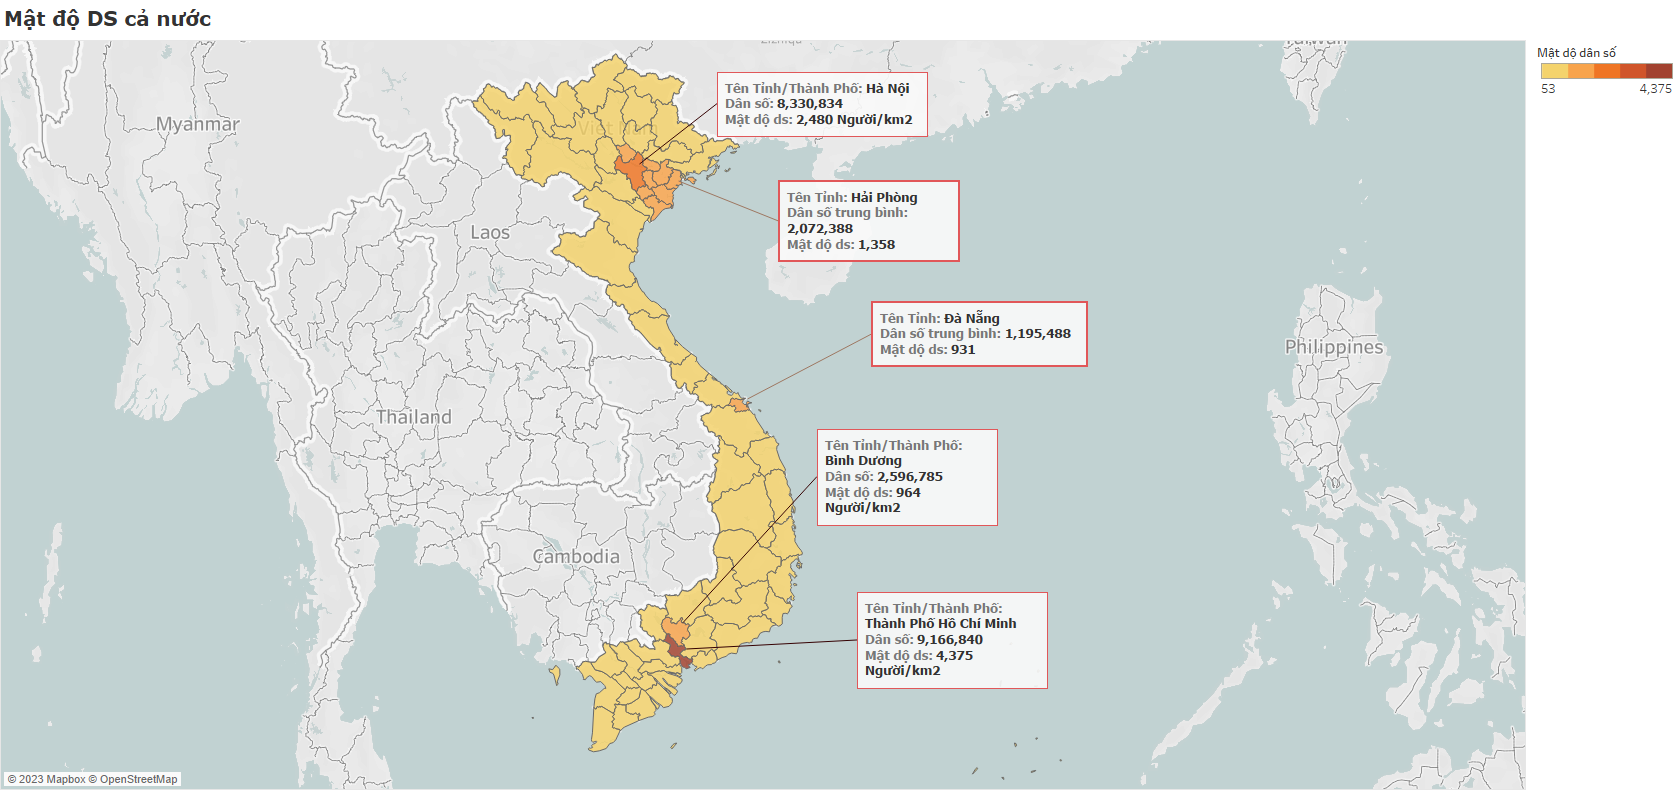 Mật độ DS cả nước
Mật độ dân số
53 4,375
Taiwan
Myanmar
Việt Nam
Tên Tỉnh/Thành Phố: Hà Nội
Dân số: 8,330,834
Mật độ ds: 2,480 Người/km2
Tên Tỉnh: Hải Phòng
Dân số trung bình:
2,072,388
Mật độ ds: 1,358
Laos
Tên Tỉnh: Đà Nẵng
Dân số trung bình: 1,195,488
Mật độ ds: 931
Philippines
Thailand
Tên Tỉnh/Thành Phố:
Bình Dương
Dân số: 2,596,785
Mật độ ds: 964
Người/km2
Cambodia
Tên Tỉnh/Thành Phố:
Thành Phố Hồ Chí Minh
Dân số: 9,166,840
Mật độ ds: 4,375
Người/km2
© 2023 Mapbox © OpenStreetMap